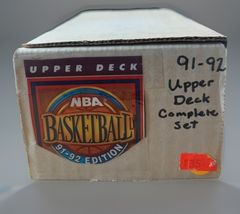 UPPER DECK
NBA
BASKETBALL
91-92 EDITION
91-92
Upper
Deck
Complete
Set